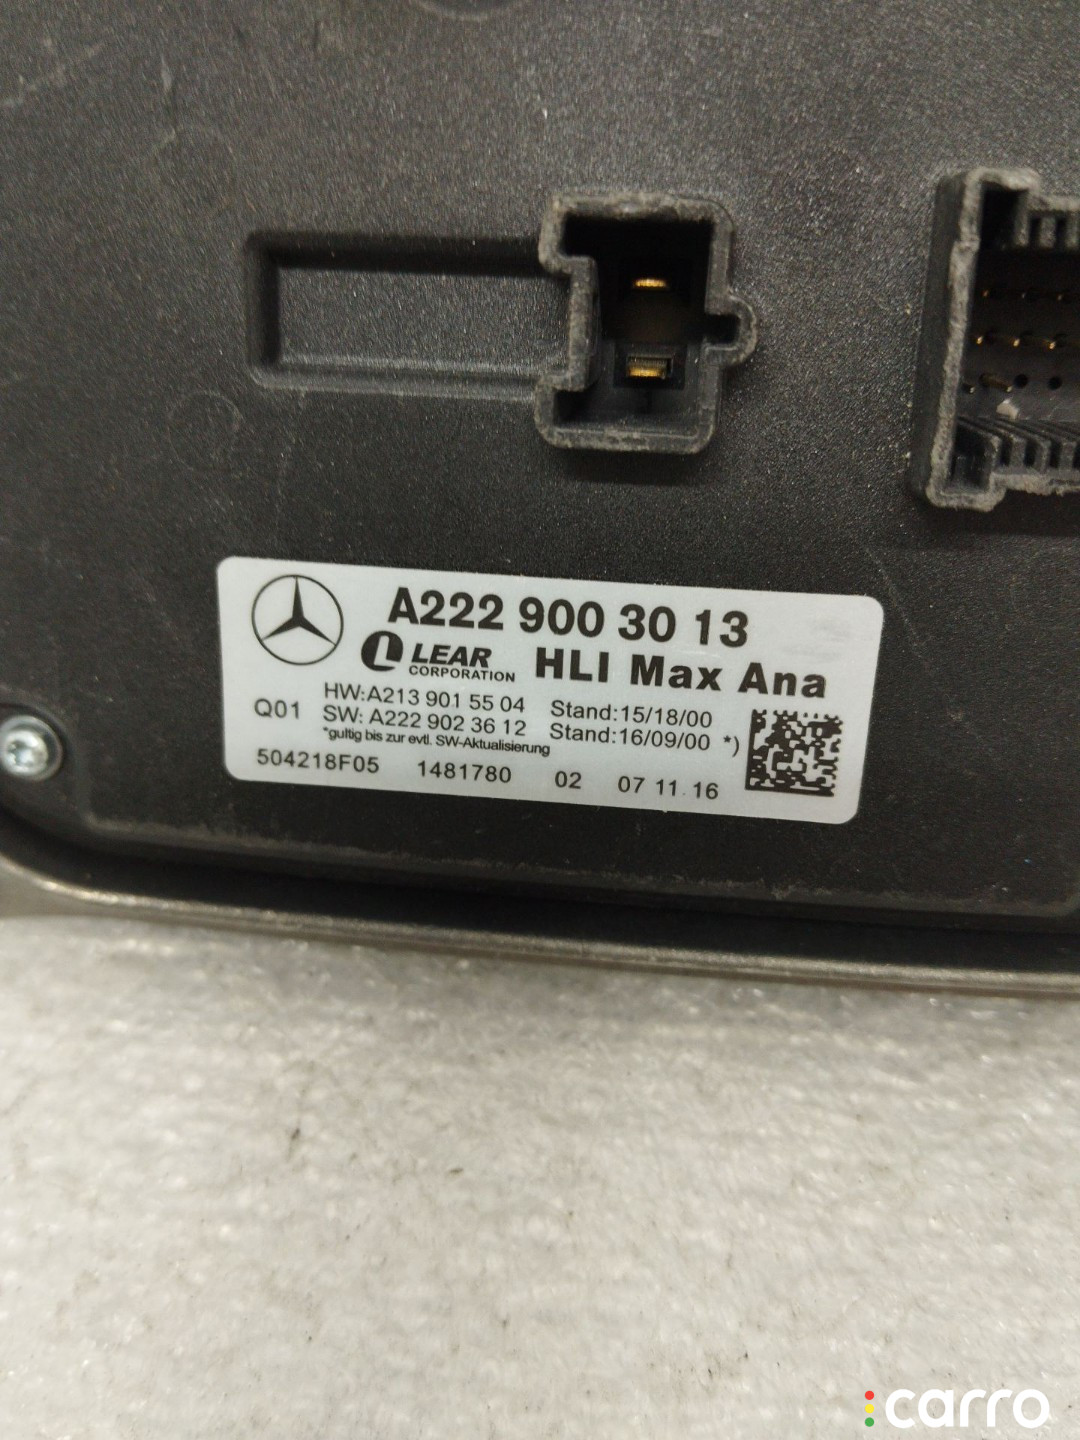 A222 900 30 13
LEAR CORPORATION HLI Max Ana
Q01
HW:A213 901 55 04 Stand:15/18/00
SW: A222 902 36 12 Stand:16/09/00 *)
*gultig bis zur evtl. SW-Aktualisierung
504218F05 1481780 02 07 11.16
carro